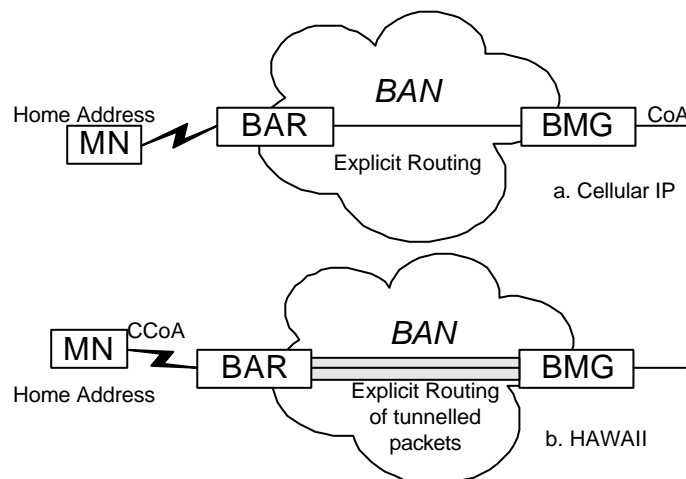 BAN
Home Address
MN
BAR
BMG
CoA
Explicit Routing
a. Cellular IP
BAN
CCoA
MN
BAR
BMG
Home Address
Explicit Routing
of tunnelled
packets
b. HAWAII